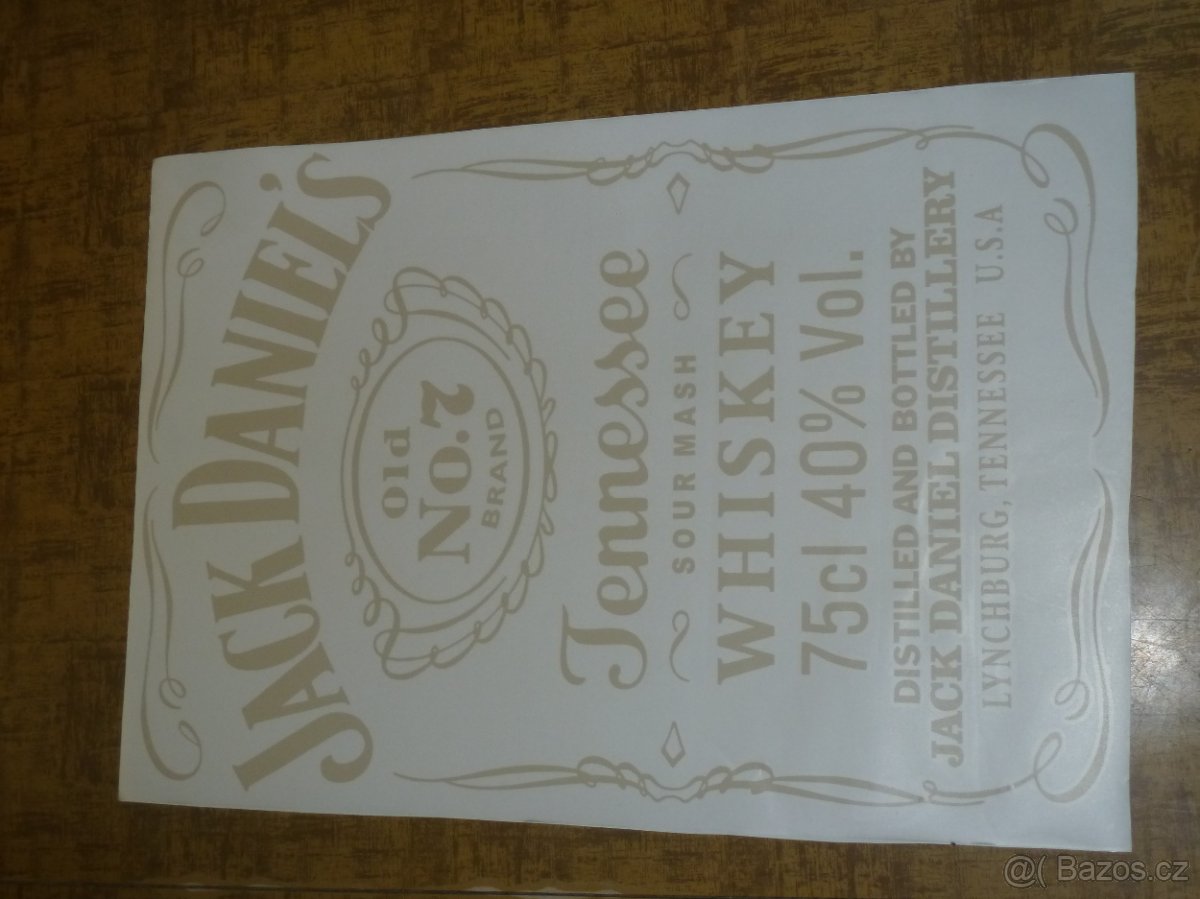 JACK DANIEL'S
Old
No.7
BRAND
Tennessee
SOUR MASH
WHISKEY
75cl 40% Vol.
DISTILLED AND BOTTLED BY
JACK DANIEL DISTILLERY
LYNCHBURG, TENNESSEE U.S.A
@( Bazos.cz